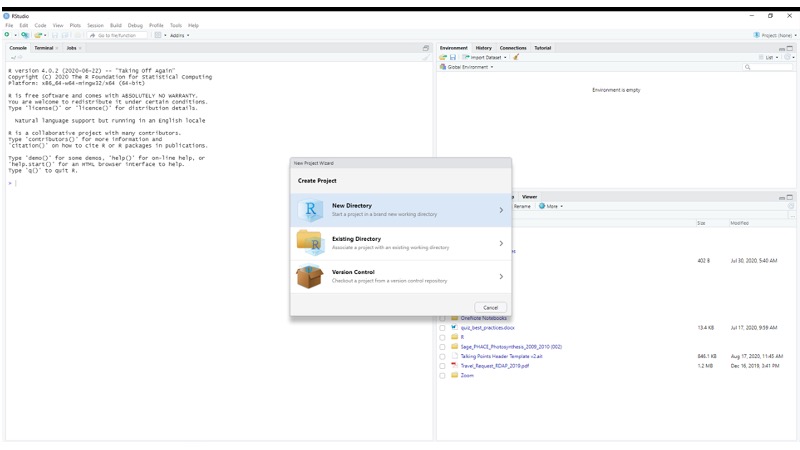 RStudio
File Edit Code View Plots Session Build Debug Profile Tools Help
Go to file/function
Addins
Project: (None)
Console Terminal Jobs
R version 4.0.2 (2020-06-22) -- "Taking Off Again"
Copyright (C) 2020 The R Foundation for Statistical Computing
Platform: x86_64-w64-mingw32/x64 (64-bit)
R is free software and comes with ABSOLUTELY NO WARRANTY.
You are welcome to redistribute it under certain conditions.
Type 'license()' or 'licence()' for distribution details.
Natural language support but running in an English locale
R is a collaborative project with many contributors.
Type 'contributors()' for more information and
'citation()' on how to cite R or R packages in publications.
Type 'demo()' for some demos, 'help()' for on-line help, or
'help.start()' for an HTML browser interface to help.
Type 'q()' to quit R.
>
Environment History Connections Tutorial
Import Dataset
List
Global Environment
Environment is empty
New Project Wizard
Create Project
New Directory
Start a project in a brand new working directory
Existing Directory
Associate a project with an existing working directory
Version Control
Checkout a project from a version control repository
Cancel
Viewer
Rename More
Size Modified
402 B Jul 30, 2020, 5:40 AM
OneNote Notebooks
quiz_best_practices.docx 13.4 KB Jul 17, 2020, 9:59 AM
R
Sage_PHACE_Photosynthesis_2009_2010 (002)
Talking Points Header Template v2.ait 846.1 KB Aug 17, 2020, 11:45 AM
Travel_Request_RDAP_2019.pdf 1.2 MB Dec 16, 2019, 3:41 PM
Zoom